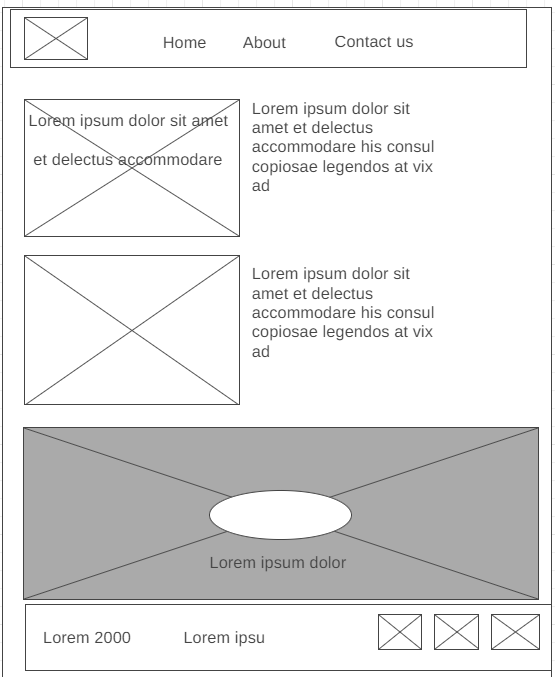 Home About Contact us
Lorem ipsum dolor sit amet
et delectus accommodare
Lorem ipsum dolor sit
amet et delectus
accommodare his consul
copiosae legendos at vix
ad
Lorem ipsum dolor sit
amet et delectus
accommodare his consul
copiosae legendos at vix
ad
Lorem ipsum dolor
Lorem 2000 Lorem ipsu